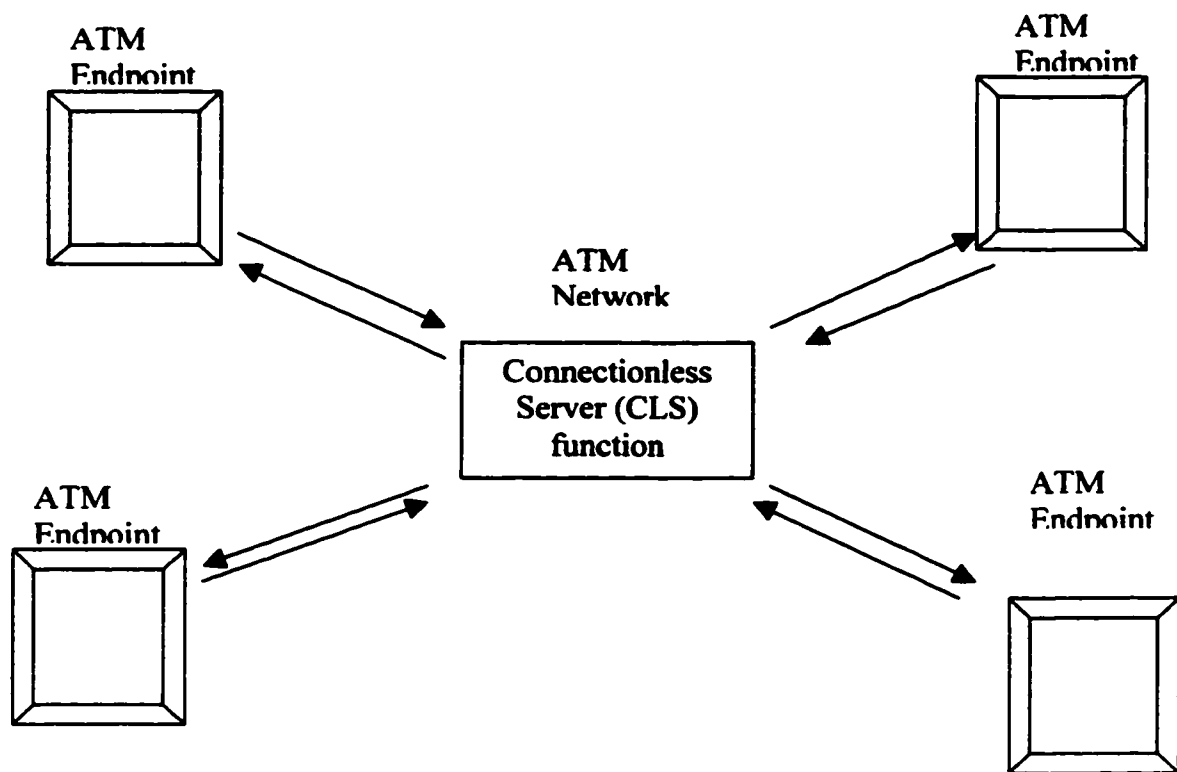 ATM
Endpoint
ATM
Endpoint
ATM
Network
Connectionless
Server (CLS)
function
ATM
Endpoint
ATM
Endpoint